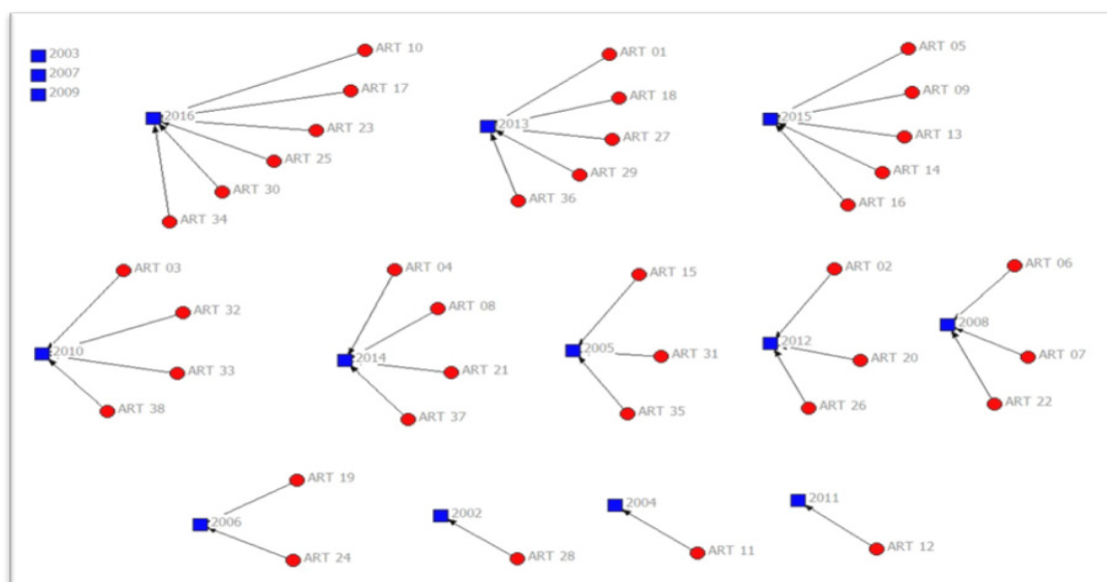 2003
2007
2009
2016
ART 10
ART 17
ART 23
ART 25
ART 30
ART 34
2013
ART 01
ART 18
ART 27
ART 29
ART 36
2015
ART 05
ART 09
ART 13
ART 14
ART 16
2010
ART 03
ART 32
ART 33
ART 38
2014
ART 04
ART 08
ART 21
ART 37
2005
ART 15
ART 31
ART 35
2012
ART 02
ART 20
ART 26
2008
ART 06
ART 07
ART 22
2006
ART 19
ART 24
2002
ART 28
2004
ART 11
2011
ART 12